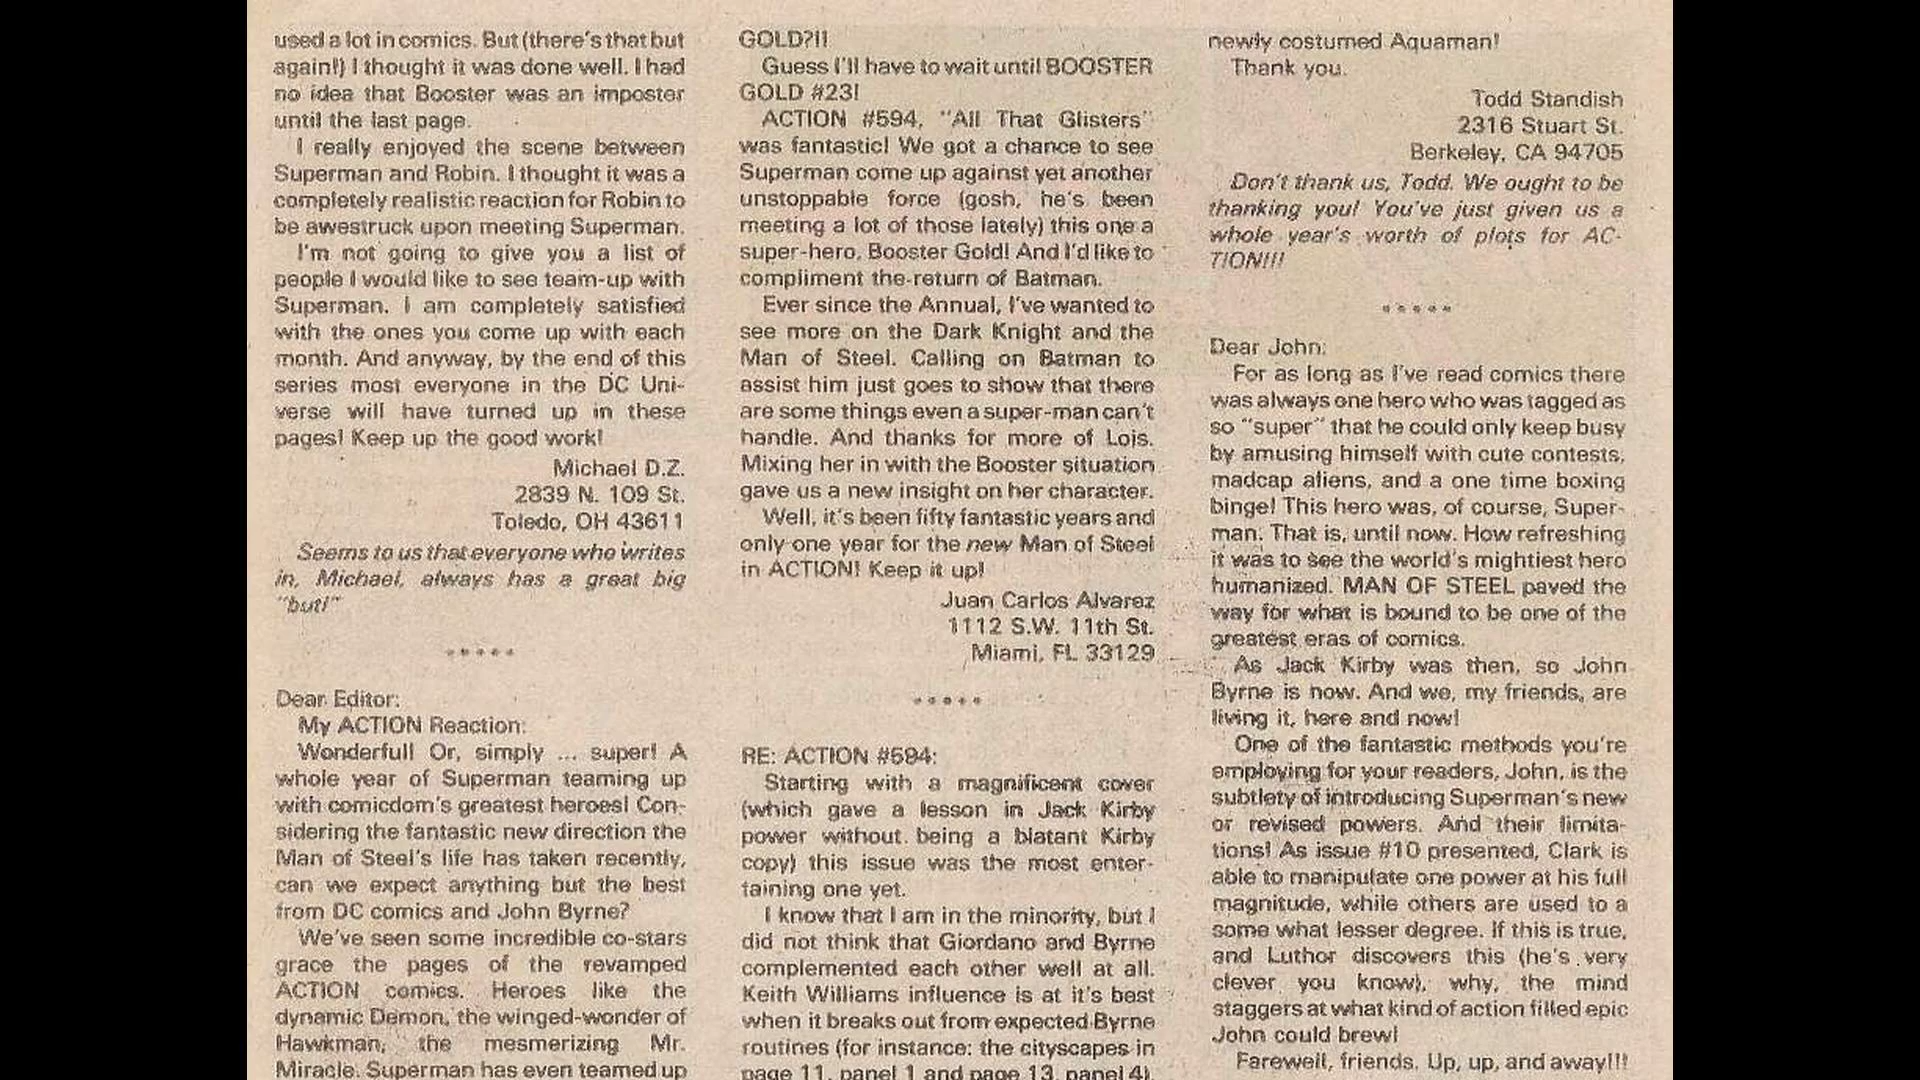 used a lot in comics. But (there's that but
again!) I thought it was done well. I had
no idea that Booster was an imposter
until the last page.
I really enjoyed the scene between
Superman and Robin. I thought it was a
completely realistic reaction for Robin to
be awestruck upon meeting Superman.
I'm not going to give you a list of
people I would like to see team-up with
Superman. I am completely satisfied
with the ones you come up with each
month. And anyway, by the end of this
series most everyone in the DC Uni-
verse will have turned up in these
pages! Keep up the good work!
Michael D.Z.
2839 N. 109 St.
Toledo, OH 43611
Seems to us that everyone who writes
in, Michael, always has a great big
"but!"
*****
Dear Editor:
My ACTION Reaction:
Wonderful! Or, simply ... super! A
whole year of Superman teaming up
with comicdom's greatest heroes! Con-
sidering the fantastic new direction the
Man of Steel's life has taken recently,
can we expect anything but the best
from DC comics and John Byrne?
We've seen some incredible co-stars
grace the pages of the revamped
ACTION comics. Heroes like the
dynamic Demon, the winged-wonder of
Hawkman, the mesmerizing Mr.
Miracle. Superman has even teamed up
GOLD?!!
Guess I'll have to wait until BOOSTER
GOLD #23!
ACTION #594, "All That Glisters"
was fantastic! We got a chance to see
Superman come up against yet another
unstoppable force (gosh, he's been
meeting a lot of those lately) this one a
super-hero, Booster Gold! And I'd like to
compliment the return of Batman.
Ever since the Annual, I've wanted to
see more on the Dark Knight and the
Man of Steel. Calling on Batman to
assist him just goes to show that there
are some things even a super-man can't
handle. And thanks for more of Lois.
Mixing her in with the Booster situation
gave us a new insight on her character.
Well, it's been fifty fantastic years and
only one year for the new Man of Steel
in ACTION! Keep it up!
Juan Carlos Alvarez
1112 S.W. 11th St.
Miami, FL 33129
*****
RE: ACTION #594:
Starting with a magnificent cover
(which gave a lesson in Jack Kirby
power without being a blatant Kirby
copy) this issue was the most enter-
taining one yet.
I know that I am in the minority, but I
did not think that Giordano and Byrne
complemented each other well at all.
Keith Williams influence is at it's best
when it breaks out from expected Byrne
routines (for instance: the cityscapes in
page 11, panel 1 and page 13, panel 4).
newly costumed Aquaman!
Thank you.
Todd Standish
2316 Stuart St.
Berkeley, CA 94705
Don't thank us, Todd. We ought to be
thanking you! You've just given us a
whole year's worth of plots for AC-
TION!!!
*****
Dear John:
For as long as I've read comics there
was always one hero who was tagged as
so "super" that he could only keep busy
by amusing himself with cute contests,
madcap aliens, and a one time boxing
binge! This hero was, of course, Super-
man. That is, until now. How refreshing
it was to see the world's mightiest hero
humanized. MAN OF STEEL paved the
way for what is bound to be one of the
greatest eras of comics.
As Jack Kirby was then, so John
Byrne is now. And we, my friends, are
living it, here and now!
One of the fantastic methods you're
employing for your readers, John, is the
subtlety of introducing Superman's new
or revised powers. And their limita-
tions! As issue #10 presented, Clark is
able to manipulate one power at his full
magnitude, while others are used to a
some what lesser degree. If this is true,
and Luthor discovers this (he's very
clever you know), why, the mind
staggers at what kind of action filled epic
John could brew!
Farewell, friends. Up, up, and away!!!